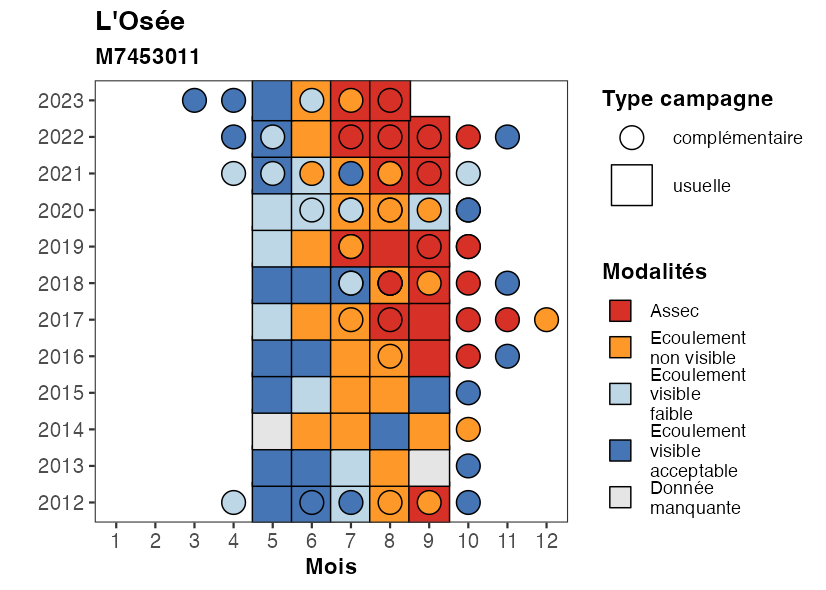 L'Osée
M7453011
2023
2022
2021
2020
2019
2018
2017
2016
2015
2014
2013
2012
1 2 3 4 5 6 7 8 9 10 11 12
Mois
Type campagne
complémentaire
usuelle
Modalités
Assec
Ecoulement
non visible
Ecoulement
visible
faible
Ecoulement
visible
acceptable
Donnée
manquante